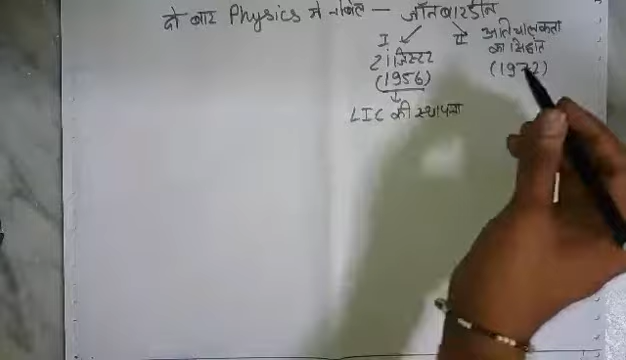 दो बार Physics में नोबेल — जॉन बारडीन
I
ट्रांजिस्टर
(1956)
LIC की स्थापना
II अतिचालकता
का सिद्धांत
(1972)